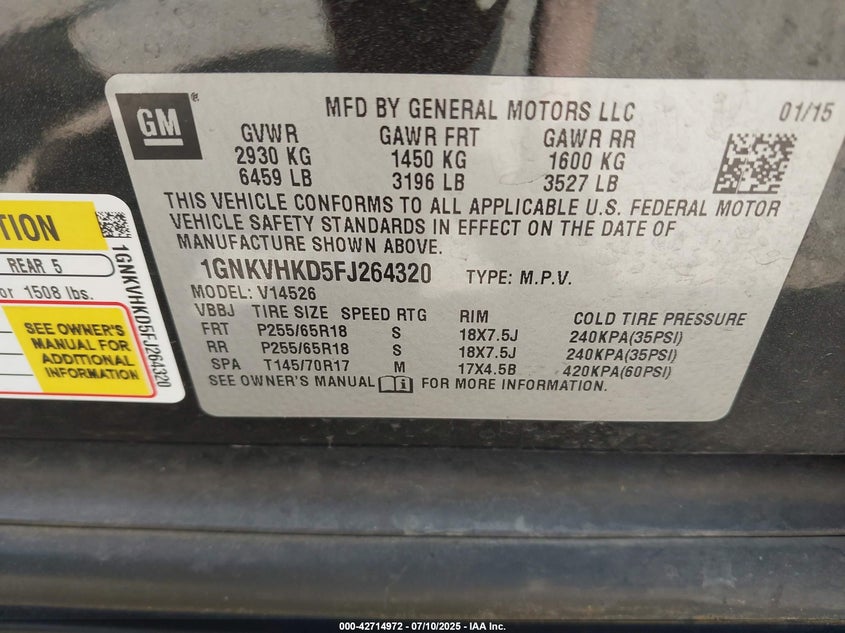 GM
MFD BY GENERAL MOTORS LLC 01/15
GVWR GAWR FRT GAWR RR
2930 KG 1450 KG 1600 KG
6459 LB 3196 LB 3527 LB
THIS VEHICLE CONFORMS TO ALL APPLICABLE U.S. FEDERAL MOTOR
VEHICLE SAFETY STANDARDS IN EFFECT ON THE DATE OF
MANUFACTURE SHOWN ABOVE.
1GNKVHKD5FJ264320 TYPE: M.P.V.
MODEL: V14526
VBBJ TIRE SIZE SPEED RTG RIM COLD TIRE PRESSURE
FRT P255/65R18 S 18X7.5J 240KPA(35PSI)
RR P255/65R18 S 18X7.5J 240KPA(35PSI)
SPA T145/70R17 M 17X4.5B 420KPA(60PSI)
SEE OWNER'S MANUAL FOR MORE INFORMATION.
REAR 5
1508 lbs.
SEE OWNER'S
MANUAL FOR
ADDITIONAL
INFORMATION
1GNKVHKD5FJ264320
000-42714972 - 07/10/2025 - IAA Inc.